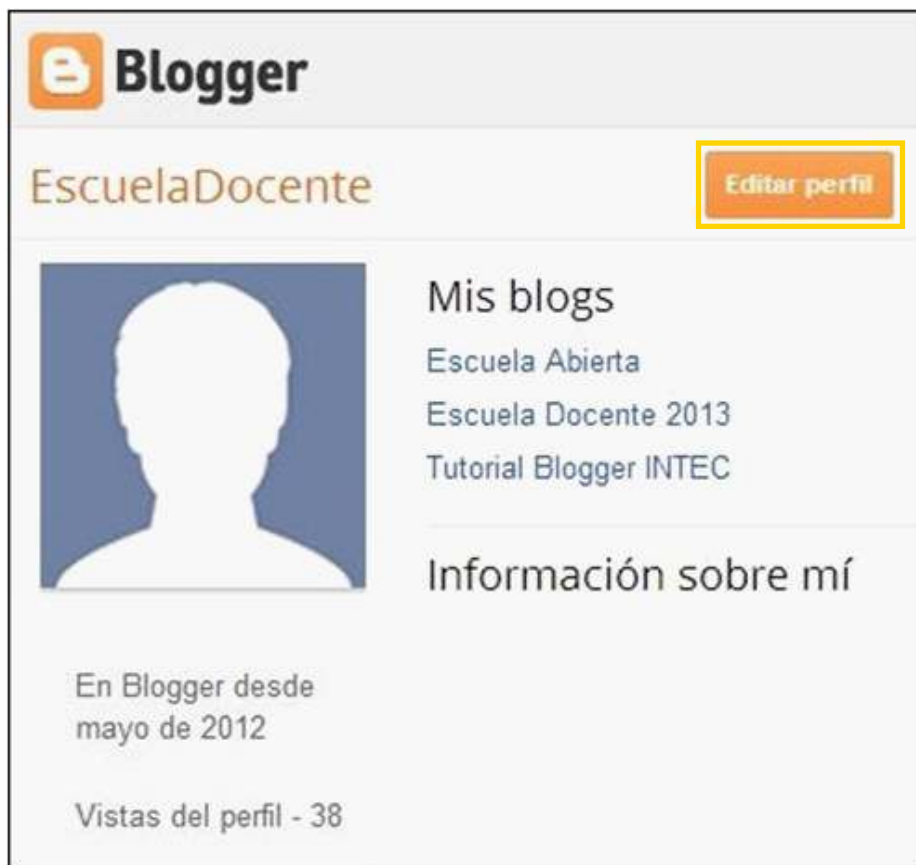 Blogger
EscuelaDocente
Editar perfil
Mis blogs
Escuela Abierta
Escuela Docente 2013
Tutorial Blogger INTEC
Información sobre mí
En Blogger desde
mayo de 2012
Vistas del perfil - 38